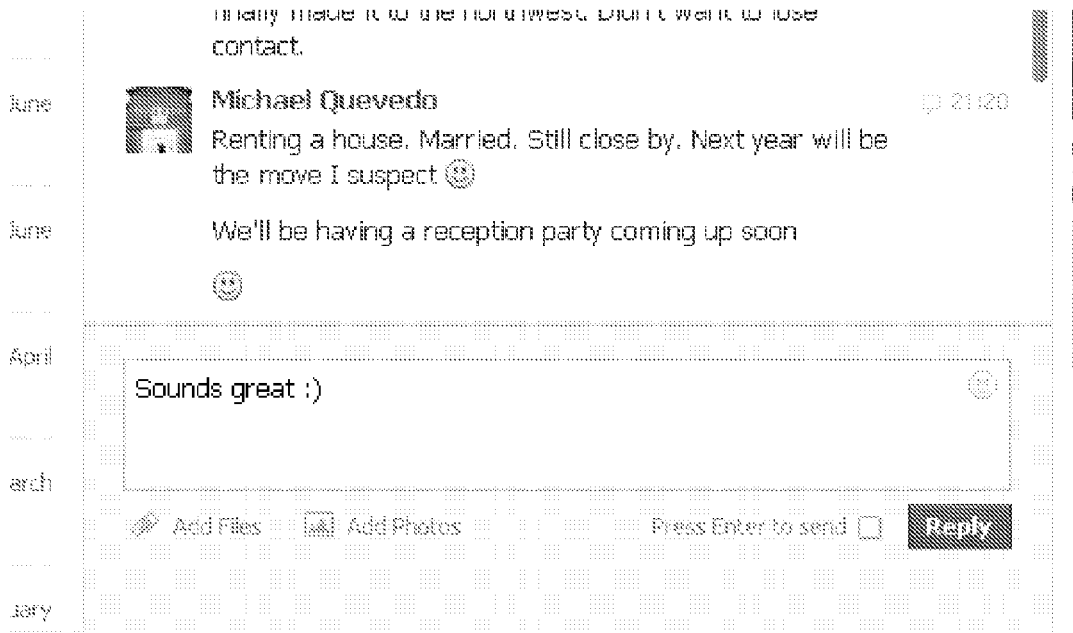 finally made it to the northwest. Didn't want to lose
contact.
June
Michael Quevedo
21:20
Renting a house. Married. Still close by. Next year will be
the move I suspect
June
We'll be having a reception party coming up soon
April
Sounds great :)
arch
Add Files
Add Photos
Press Enter to send
Reply
uary